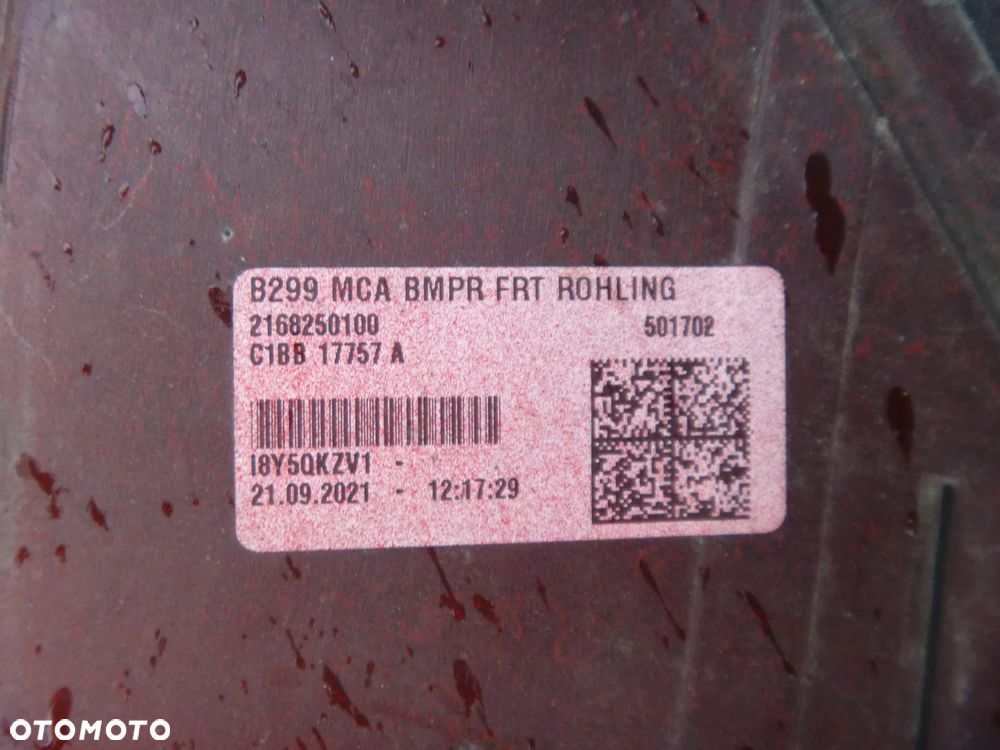 B299 MCA BMPR FRT ROHLING
2168250100 501702
C1BB 17757 A
I8Y5QKZV1 -
21.09.2021 - 12:17:29
OTOMOTO